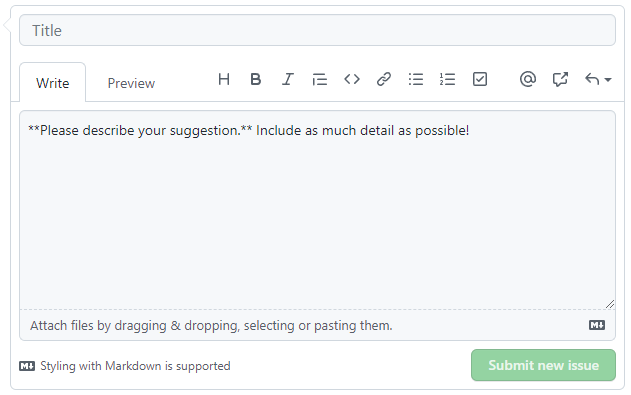 Title
Write Preview H B I
**Please describe your suggestion.** Include as much detail as possible!
Attach files by dragging & dropping, selecting or pasting them.
Styling with Markdown is supported Submit new issue